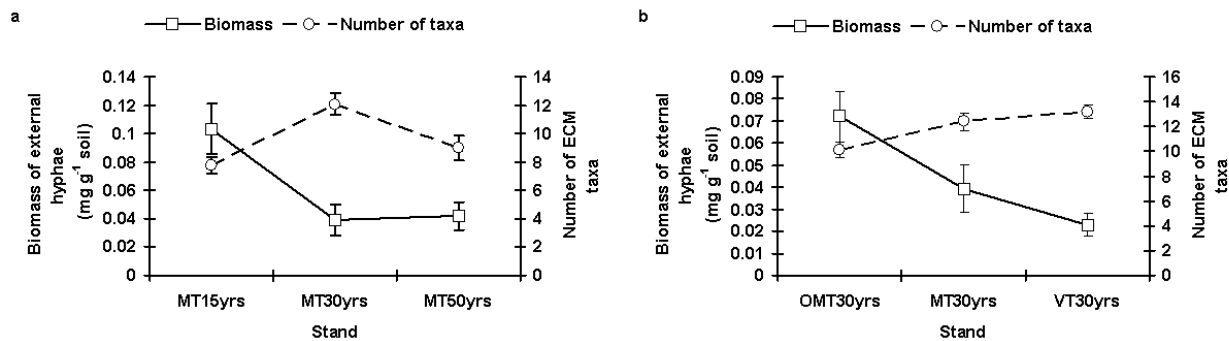 a
Biomass
Number of taxa
Biomass of external
hyphae
(mg g⁻¹ soil)
0.14
0.12
0.1
0.08
0.06
0.04
0.02
0
14
12
10
8
6
4
2
0
Number of ECM
taxa
MT15yrs
MT30yrs
MT50yrs
Stand
b
Biomass
Number of taxa
Biomass of external
hyphae
(mg g⁻¹ soil)
0.09
0.08
0.07
0.06
0.05
0.04
0.03
0.02
0.01
0
16
14
12
10
8
6
4
2
0
Number of ECM
taxa
OMT30yrs
MT30yrs
VT30yrs
Stand